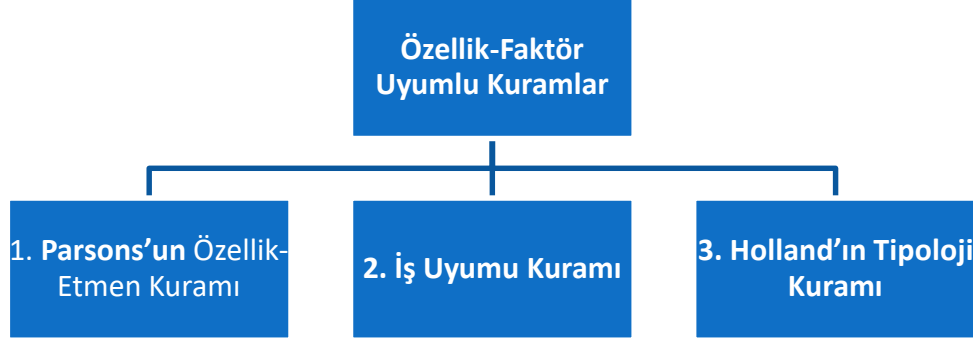 Özellik-Faktör
Uyumlu Kuramlar
1. Parsons’un Özellik-
Etmen Kuramı
2. İş Uyumu Kuramı
3. Holland’ın Tipoloji
Kuramı